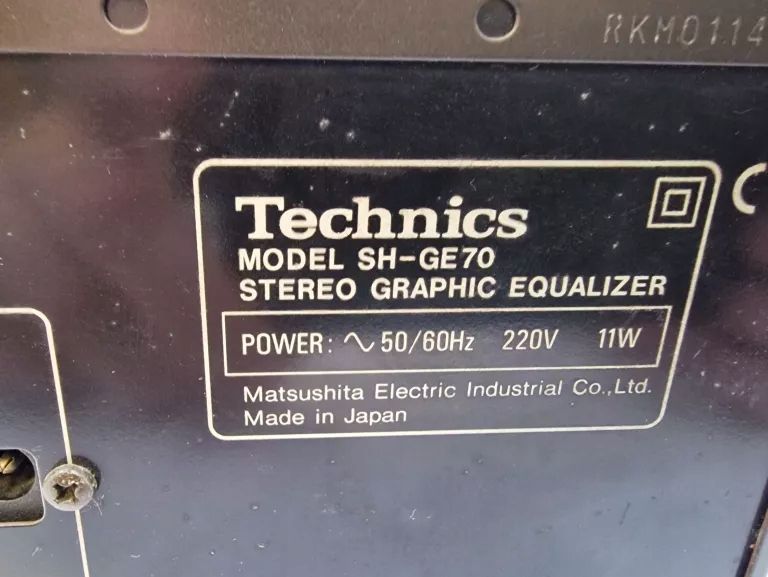 RKM0114
Technics
MODEL SH-GE70
STEREO GRAPHIC EQUALIZER
POWER: ∿ 50/60Hz 220V 11W
Matsushita Electric Industrial Co.,Ltd.
Made in Japan